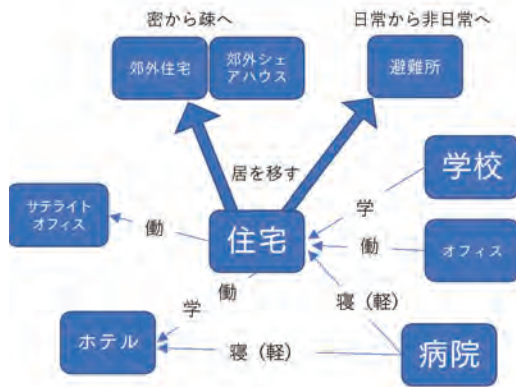 密から疎へ
日常から非日常へ
郊外住宅
郊外シェ
アハウス
避難所
居を移す
学校
学
サテライト
オフィス
働
住宅
働
オフィス
働
学
寝（軽）
ホテル
寝（軽）
病院